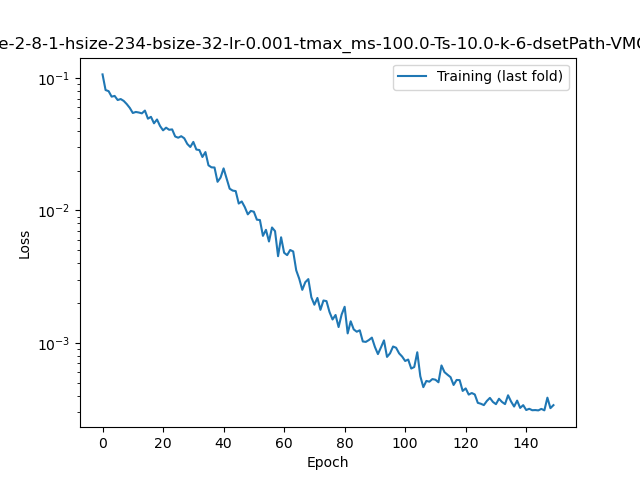 e-2-8-1-hsize-234-bsize-32-lr-0.001-tmax_ms-100.0-Ts-10.0-k-6-dsetPath-VMC
Training (last fold)
10⁻¹
10⁻²
10⁻³
Loss
0 20 40 60 80 100 120 140
Epoch